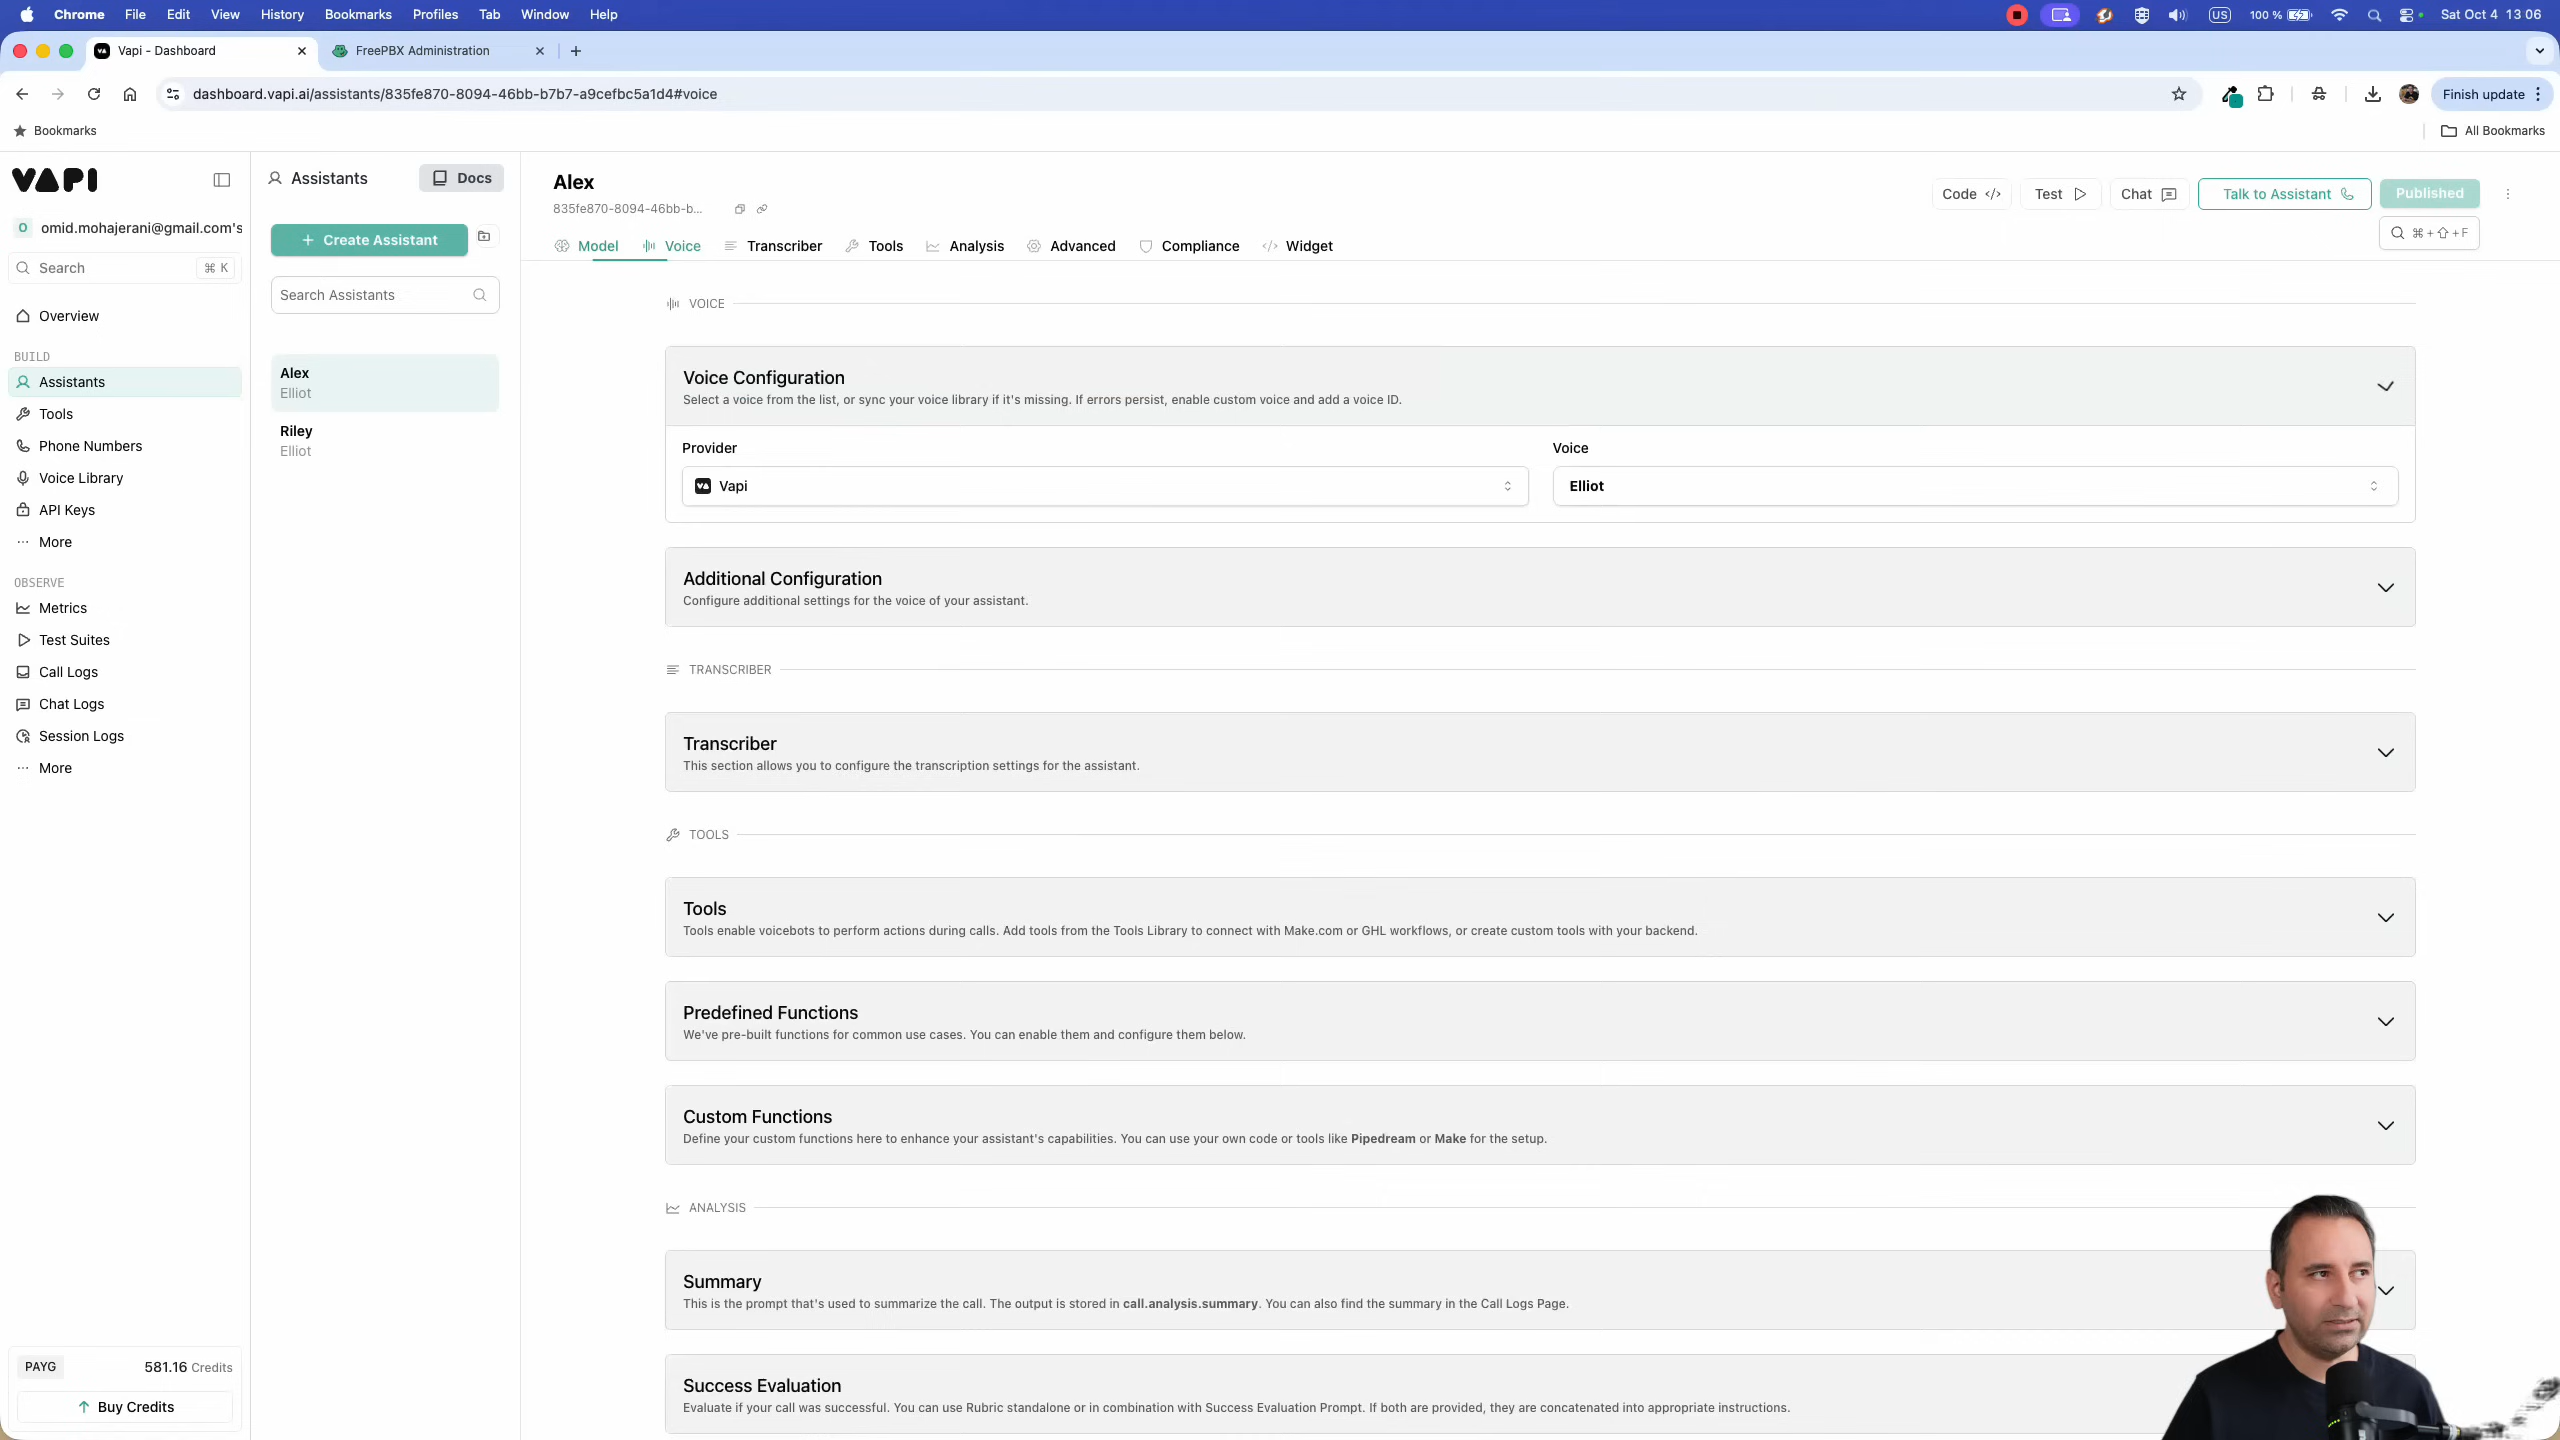 Chrome File Edit View History Bookmarks Profiles Tab Window Help US 100 % Sat Oct 4 13 06
Vapi - Dashboard FreePBX Administration
dashboard.vapi.ai/assistants/835fe870-8094-46bb-b7b7-a9cefbc5a1d4#voice Finish update
Bookmarks All Bookmarks
VAPI
omid.mohajerani@gmail.com's
Search ⌘ K
Overview
BUILD
Assistants
Tools
Phone Numbers
Voice Library
API Keys
More
OBSERVE
Metrics
Test Suites
Call Logs
Chat Logs
Session Logs
More
PAYG 581.16 Credits
Buy Credits
Assistants Docs
+ Create Assistant
Search Assistants
Alex
Elliot
Riley
Elliot
Alex
835fe870-8094-46bb-b...
Code </> Test Chat Talk to Assistant Published
⌘ + ⇧ + F
Model Voice Transcriber Tools Analysis Advanced Compliance Widget
VOICE
Voice Configuration
Select a voice from the list, or sync your voice library if it's missing. If errors persist, enable custom voice and add a voice ID.
Provider Voice
Vapi Elliot
Additional Configuration
Configure additional settings for the voice of your assistant.
TRANSCRIBER
Transcriber
This section allows you to configure the transcription settings for the assistant.
TOOLS
Tools
Tools enable voicebots to perform actions during calls. Add tools from the Tools Library to connect with Make.com or GHL workflows, or create custom tools with your backend.
Predefined Functions
We've pre-built functions for common use cases. You can enable them and configure them below.
Custom Functions
Define your custom functions here to enhance your assistant's capabilities. You can use your own code or tools like Pipedream or Make for the setup.
ANALYSIS
Summary
This is the prompt that's used to summarize the call. The output is stored in call.analysis.summary. You can also find the summary in the Call Logs Page.
Success Evaluation
Evaluate if your call was successful. You can use Rubric standalone or in combination with Success Evaluation Prompt. If both are provided, they are concatenated into appropriate instructions.